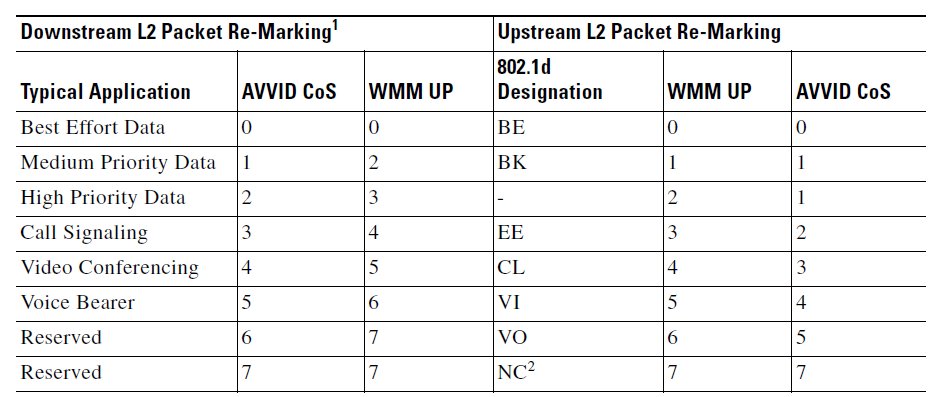 Downstream L2 Packet Re-Marking1 Upstream L2 Packet Re-Marking
Typical Application AVVID CoS WMM UP 802.1d Designation WMM UP AVVID CoS
Best Effort Data 0 0 BE 0 0
Medium Priority Data 1 2 BK 1 1
High Priority Data 2 3 - 2 1
Call Signaling 3 4 EE 3 2
Video Conferencing 4 5 CL 4 3
Voice Bearer 5 6 VI 5 4
Reserved 6 7 VO 6 5
Reserved 7 7 NC2 7 7